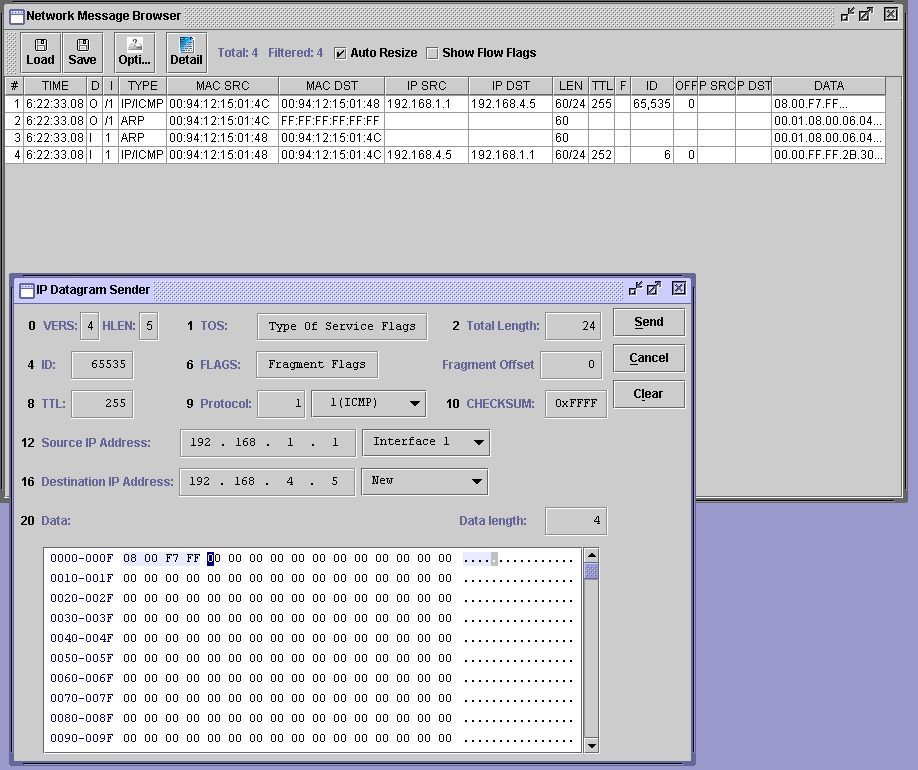 Network Message Browser
Load Save Opti... Detail Total: 4 Filtered: 4 Auto Resize Show Flow Flags
# TIME D I TYPE MAC SRC MAC DST IP SRC IP DST LEN TTL F ID OFF P SRC P DST DATA
1 6:22:33.08 O /1 IP/ICMP 00:94:12:15:01:4C 00:94:12:15:01:48 192.168.1.1 192.168.4.5 60/24 255 65,535 0 08.00.F7.FF...
2 6:22:33.08 O /1 ARP 00:94:12:15:01:4C FF:FF:FF:FF:FF:FF 60 00.01.08.00.06.04...
3 6:22:33.08 I 1 ARP 00:94:12:15:01:48 00:94:12:15:01:4C 60 00.01.08.00.06.04...
4 6:22:33.08 I 1 IP/ICMP 00:94:12:15:01:48 00:94:12:15:01:4C 192.168.4.5 192.168.1.1 60/24 252 6 0 00.00.FF.FF.2B.30...
IP Datagram Sender
0 VERS: 4 HLEN: 5 1 TOS: Type Of Service Flags 2 Total Length: 24 Send
4 ID: 65535 6 FLAGS: Fragment Flags Fragment Offset 0 Cancel
8 TTL: 255 9 Protocol: 1 1(ICMP) 10 CHECKSUM: 0xFFFF Clear
12 Source IP Address: 192 . 168 . 1 . 1 Interface 1
16 Destination IP Address: 192 . 168 . 4 . 5 New
20 Data: Data length: 4
0000-000F 08 00 F7 FF 00 00 00 00 00 00 00 00 00 00 00 00 ................
0010-001F 00 00 00 00 00 00 00 00 00 00 00 00 00 00 00 00 ................
0020-002F 00 00 00 00 00 00 00 00 00 00 00 00 00 00 00 00 ................
0030-003F 00 00 00 00 00 00 00 00 00 00 00 00 00 00 00 00 ................
0040-004F 00 00 00 00 00 00 00 00 00 00 00 00 00 00 00 00 ................
0050-005F 00 00 00 00 00 00 00 00 00 00 00 00 00 00 00 00 ................
0060-006F 00 00 00 00 00 00 00 00 00 00 00 00 00 00 00 00 ................
0070-007F 00 00 00 00 00 00 00 00 00 00 00 00 00 00 00 00 ................
0080-008F 00 00 00 00 00 00 00 00 00 00 00 00 00 00 00 00 ................
0090-009F 00 00 00 00 00 00 00 00 00 00 00 00 00 00 00 00 ................